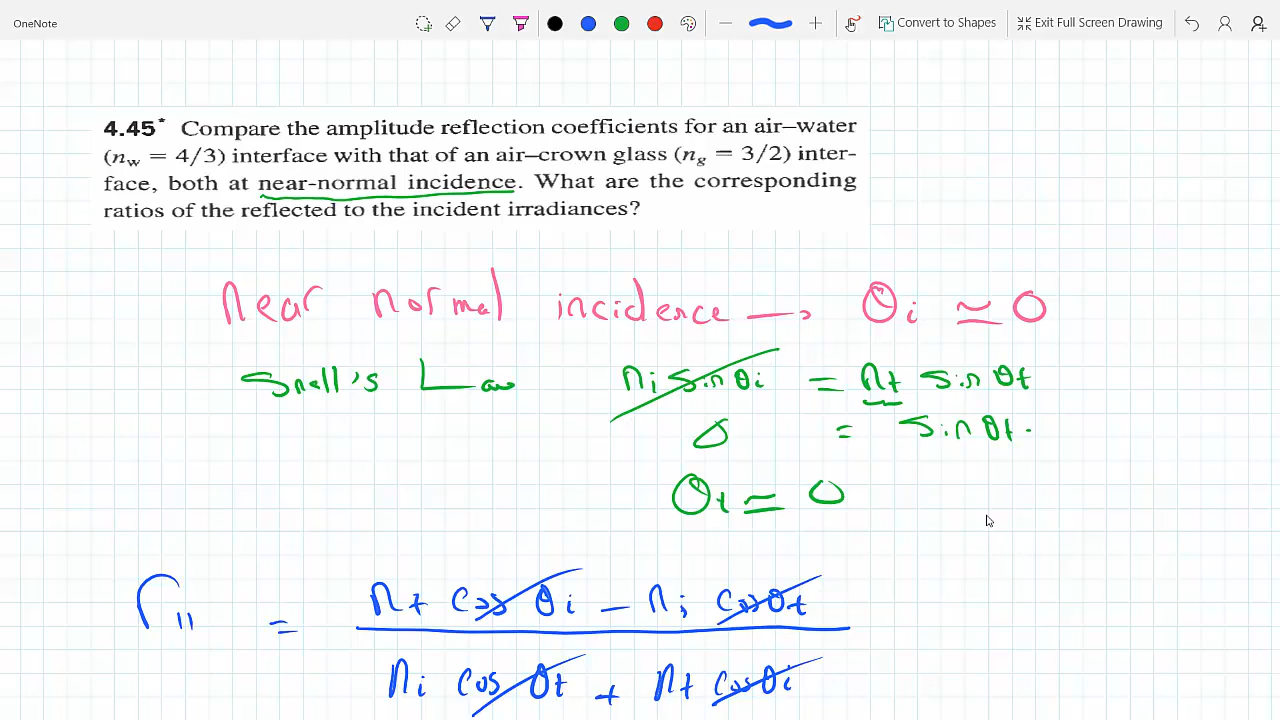 OneNote
Convert to Shapes
Exit Full Screen Drawing
4.45* Compare the amplitude reflection coefficients for an air–water
(n_w = 4/3) interface with that of an air–crown glass (n_g = 3/2) inter-
face, both at near-normal incidence. What are the corresponding
ratios of the reflected to the incident irradiances?
Near normal incidence → θi ≃ 0
Snell's Law ni sin θi = nt sin θt
0 = sin θt.
θt ≃ 0
r∥ = nt cos θi − ni cos θt
ni cos θt + nt cos θi